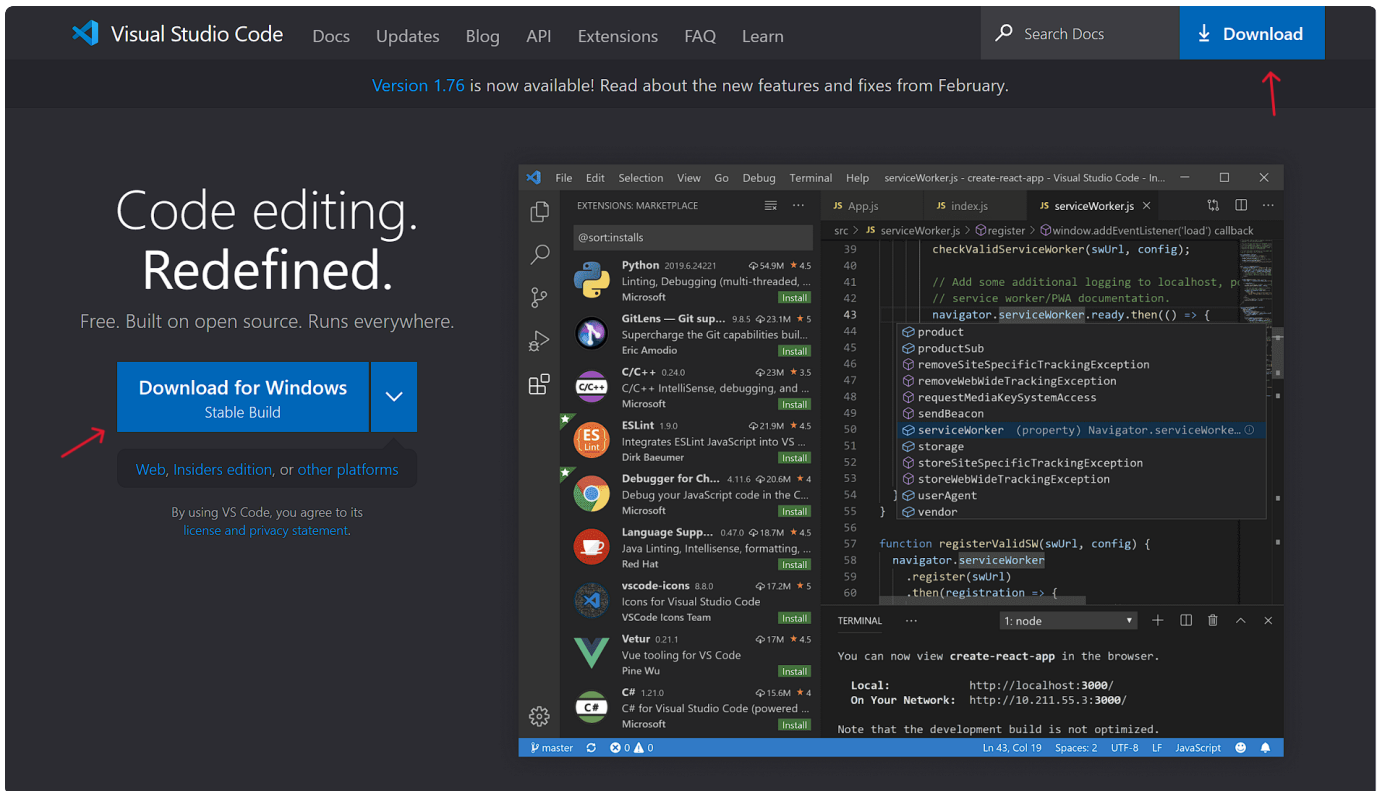 Visual Studio Code Docs Updates Blog API Extensions FAQ Learn Search Docs Download
Version 1.76 is now available! Read about the new features and fixes from February.
Code editing.
Redefined.
Free. Built on open source. Runs everywhere.
Download for Windows
Stable Build
Web, Insiders edition, or other platforms
By using VS Code, you agree to its
license and privacy statement.
File Edit Selection View Go Debug Terminal Help serviceWorker.js - create-react-app - Visual Studio Code - In...
EXTENSIONS: MARKETPLACE
@sort:installs
Python 2019.6.24221 54.9M 4.5
Linting, Debugging (multi-threaded, ...
Microsoft Install
GitLens — Git sup... 9.8.5 23.1M 5
Supercharge the Git capabilities buil...
Eric Amodio Install
C/C++
C/C++ 0.24.0 23M 3.5
C/C++ IntelliSense, debugging, and ...
Microsoft Install
ES
Lint
ESLint 1.9.0 21.9M 4.5
Integrates ESLint JavaScript into VS ...
Dirk Baeumer Install
Debugger for Ch... 4.11.6 20.6M 4
Debug your JavaScript code in the C...
Microsoft Install
Language Supp... 0.47.0 18.7M 4.5
Java Linting, Intellisense, formatting, ...
Red Hat Install
vscode-icons 8.8.0 17.2M 5
Icons for Visual Studio Code
VSCode Icons Team Install
Vetur 0.21.1 17M 4.5
Vue tooling for VS Code
Pine Wu Install
C#
C# 1.21.0 15.6M 4
C# for Visual Studio Code (powered ...
Microsoft Install
JS App.js JS index.js JS serviceWorker.js
src > JS serviceWorker.js > register > window.addEventListener('load') callback
39 checkValidServiceWorker(swUrl, config);
40
41 // Add some additional logging to localhost, po
42 // service worker/PWA documentation.
43 navigator.serviceWorker.ready.then(() => {
44 product
45 productSub
46 removeSiteSpecificTrackingException
47 removeWebWideTrackingException
48 requestMediaKeySystemAccess
49 sendBeacon
50 serviceWorker (property) Navigator.serviceWorke...
51 storage
52 storeSiteSpecificTrackingException
53 storeWebWideTrackingException
54 } userAgent
55 } vendor
56
57 function registerValidSW(swUrl, config) {
58 navigator.serviceWorker
59 .register(swUrl)
60 .then(registration => {
TERMINAL ... 1: node
You can now view create-react-app in the browser.
Local: http://localhost:3000/
On Your Network: http://10.211.55.3:3000/
Note that the development build is not optimized.
master 0 0 Ln 43, Col 19 Spaces: 2 UTF-8 LF JavaScript